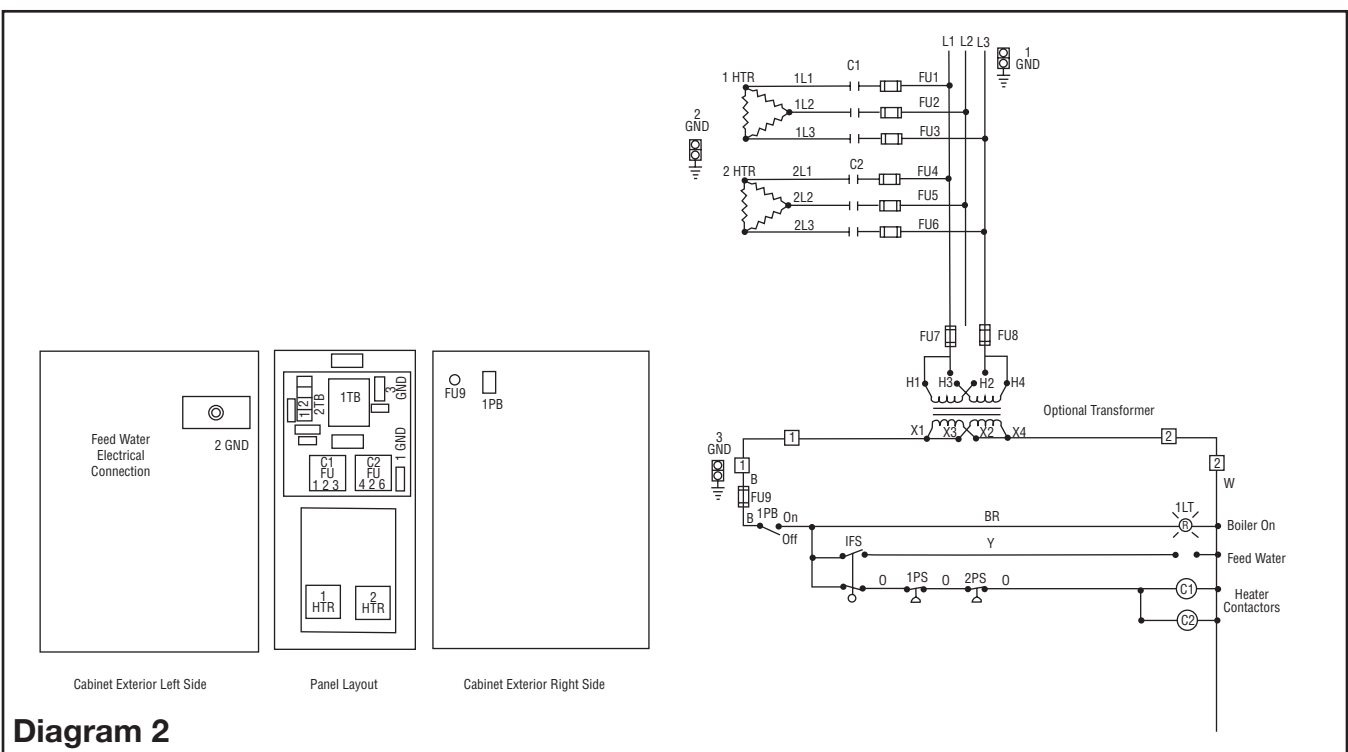 L1 L2 L3
1
GND
C1
1 HTR
1L1
FU1
1L2
FU2
1L3
FU3
2
GND
2 HTR
2L1
C2
FU4
2L2
FU5
2L3
FU6
FU7
FU8
H1
H3
H2
H4
Optional Transformer
X1
X3
X2
X4
1
2
3
GND
1
2
B
W
FU9
B
1PB
On
Off
BR
1LT
R
Boiler On
IFS
Y
Feed Water
O
1PS
O
2PS
O
C1
Heater
Contactors
C2
Feed Water
Electrical
Connection
2 GND
1 2
2TB
1TB
3
GND
1 GND
C1
FU
1 2 3
C2
FU
4 2 6
1
HTR
2
HTR
FU9
1PB
Cabinet Exterior Left Side
Panel Layout
Cabinet Exterior Right Side
Diagram 2